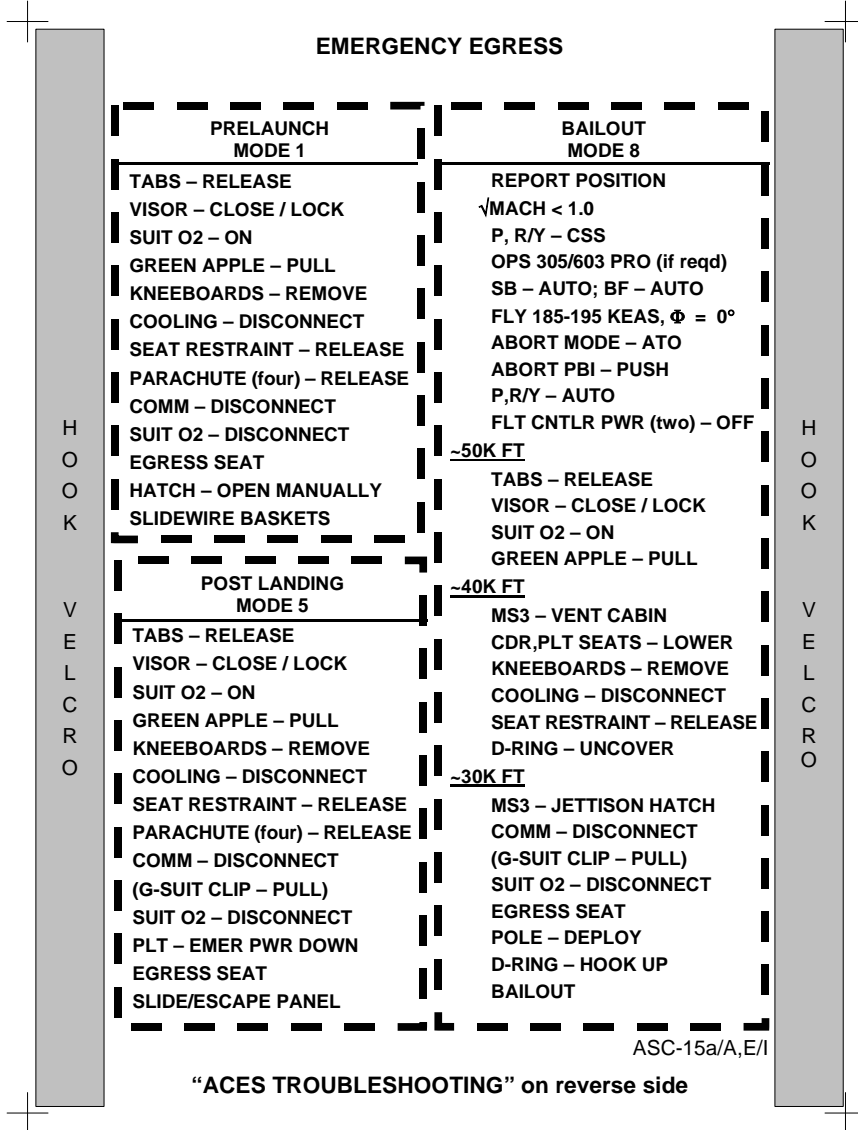 EMERGENCY EGRESS
PRELAUNCH
MODE 1
TABS – RELEASE
VISOR – CLOSE / LOCK
SUIT O2 – ON
GREEN APPLE – PULL
KNEEBOARDS – REMOVE
COOLING – DISCONNECT
SEAT RESTRAINT – RELEASE
PARACHUTE (four) – RELEASE
COMM – DISCONNECT
SUIT O2 – DISCONNECT
EGRESS SEAT
HATCH – OPEN MANUALLY
SLIDEWIRE BASKETS
POST LANDING
MODE 5
TABS – RELEASE
VISOR – CLOSE / LOCK
SUIT O2 – ON
GREEN APPLE – PULL
KNEEBOARDS – REMOVE
COOLING – DISCONNECT
SEAT RESTRAINT – RELEASE
PARACHUTE (four) – RELEASE
COMM – DISCONNECT
(G-SUIT CLIP – PULL)
SUIT O2 – DISCONNECT
PLT – EMER PWR DOWN
EGRESS SEAT
SLIDE/ESCAPE PANEL
BAILOUT
MODE 8
REPORT POSITION
√MACH < 1.0
P, R/Y – CSS
OPS 305/603 PRO (if reqd)
SB – AUTO; BF – AUTO
FLY 185-195 KEAS, Φ = 0°
ABORT MODE – ATO
ABORT PBI – PUSH
P,R/Y – AUTO
FLT CNTLR PWR (two) – OFF
~50K FT
TABS – RELEASE
VISOR – CLOSE / LOCK
SUIT O2 – ON
GREEN APPLE – PULL
~40K FT
MS3 – VENT CABIN
CDR,PLT SEATS – LOWER
KNEEBOARDS – REMOVE
COOLING – DISCONNECT
SEAT RESTRAINT – RELEASE
D-RING – UNCOVER
~30K FT
MS3 – JETTISON HATCH
COMM – DISCONNECT
(G-SUIT CLIP – PULL)
SUIT O2 – DISCONNECT
EGRESS SEAT
POLE – DEPLOY
D-RING – HOOK UP
BAILOUT
HOOK VELCRO
HOOK VELCRO
ASC-15a/A,E/I
“ACES TROUBLESHOOTING” on reverse side